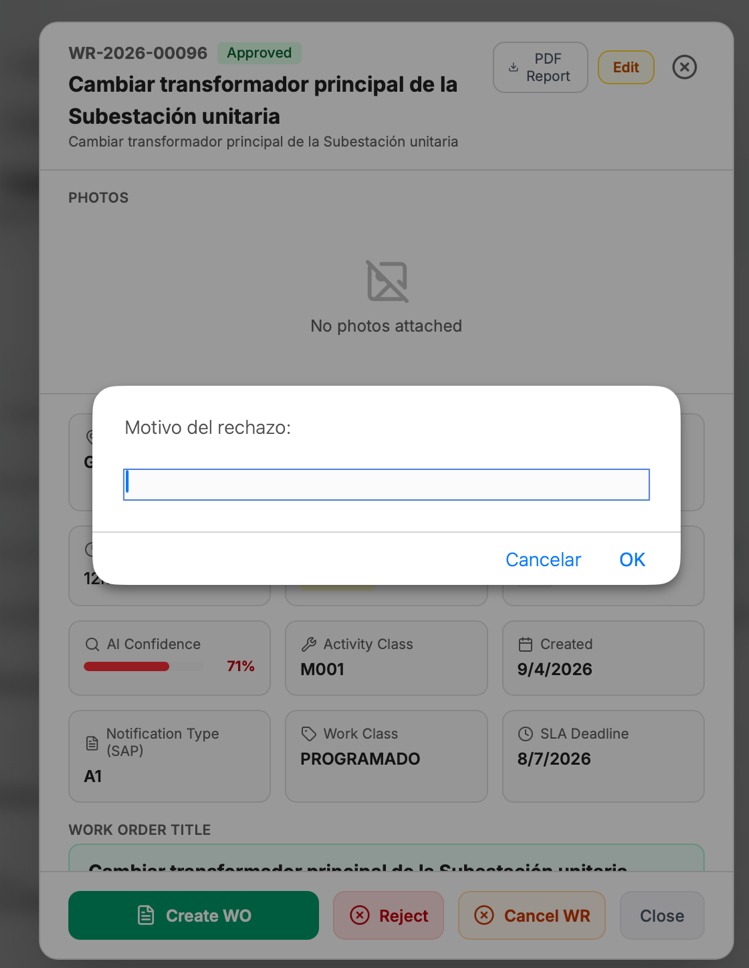 WR-2026-00096 Approved
PDF
Report
Edit
Cambiar transformador principal de la
Subestación unitaria
Cambiar transformador principal de la Subestación unitaria
PHOTOS
No photos attached
Motivo del rechazo:
Cancelar OK
AI Confidence
71%
Activity Class
M001
Created
9/4/2026
Notification Type
(SAP)
A1
Work Class
PROGRAMADO
SLA Deadline
8/7/2026
WORK ORDER TITLE
Cambiar transformador principal de la Subestación unitaria
Create WO Reject Cancel WR Close